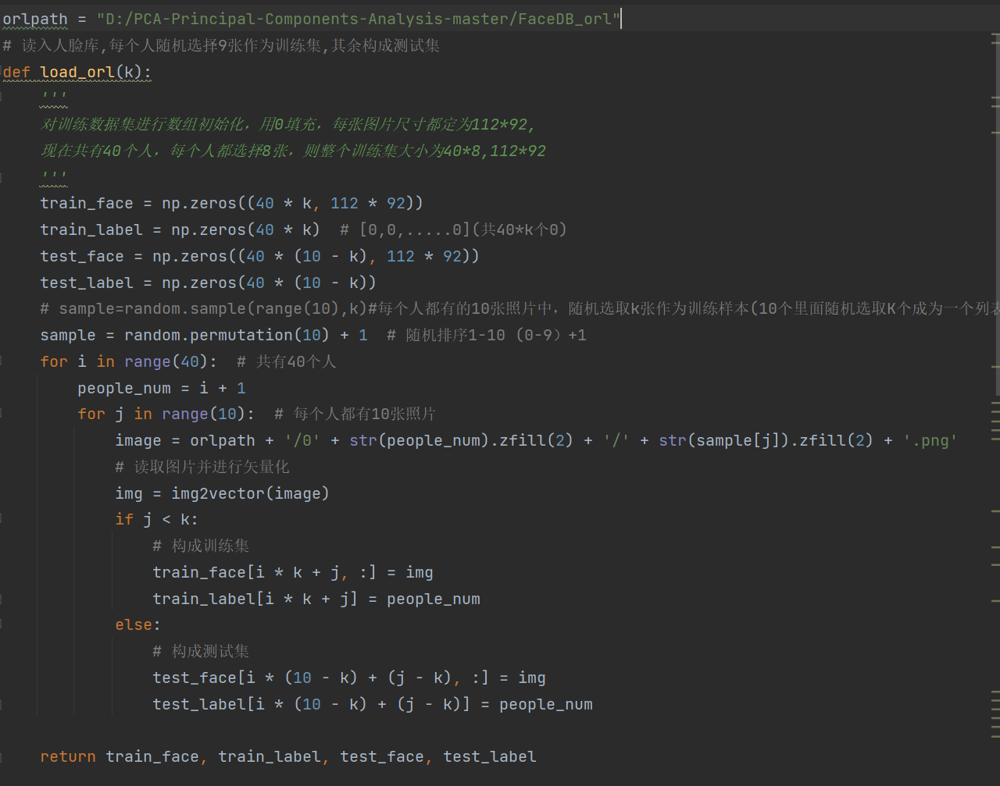 orlpath = "D:/PCA-Principal-Components-Analysis-master/FaceDB_orl"
# 读入人脸库,每个人随机选择9张作为训练集,其余构成测试集
def load_orl(k):
    '''
    对训练数据集进行数组初始化，用0填充，每张图片尺寸都定为112*92,
    现在共有40个人，每个人都选择8张，则整个训练集大小为40*8,112*92
    '''
    train_face = np.zeros((40 * k, 112 * 92))
    train_label = np.zeros(40 * k)  # [0,0,.....0](共40*k个0)
    test_face = np.zeros((40 * (10 - k), 112 * 92))
    test_label = np.zeros(40 * (10 - k))
    # sample=random.sample(range(10),k)#每个人都有的10张照片中，随机选取k张作为训练样本(10个里面随机选取K个成为一个列表
    sample = random.permutation(10) + 1  # 随机排序1-10 (0-9）+1
    for i in range(40):  # 共有40个人
        people_num = i + 1
        for j in range(10):  # 每个人都有10张照片
            image = orlpath + '/0' + str(people_num).zfill(2) + '/' + str(sample[j]).zfill(2) + '.png'
            # 读取图片并进行矢量化
            img = img2vector(image)
            if j < k:
                # 构成训练集
                train_face[i * k + j, :] = img
                train_label[i * k + j] = people_num
            else:
                # 构成测试集
                test_face[i * (10 - k) + (j - k), :] = img
                test_label[i * (10 - k) + (j - k)] = people_num
    return train_face, train_label, test_face, test_label